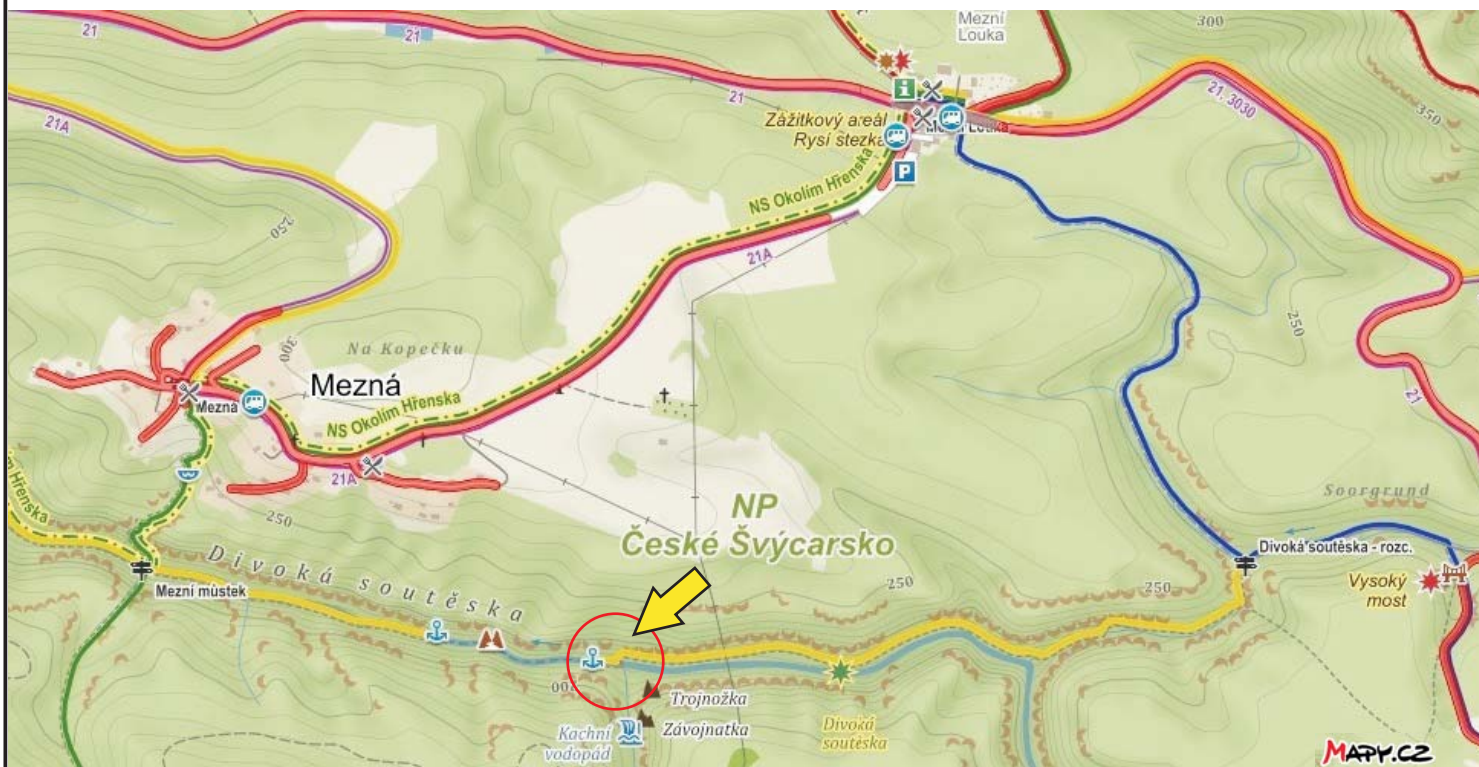 21
21
Mezní
Louka
300
21
21, 3030
350
21A
Zážitkový areál
Rysí stezka
NS Okolím Hřenska
250
21A
250
300
Na Kopečku
Mezná
Mezná
NS Okolím Hřenska
21
21A
250
NP
České Švýcarsko
Soorgrund
Divoká soutěska
Divoká soutěska - rozc.
Mezní můstek
250
250
Vysoký
most
200
Trojnožka
Závojnatka
Kachní
vodopád
Divoká
soutěska
MAPY.CZ